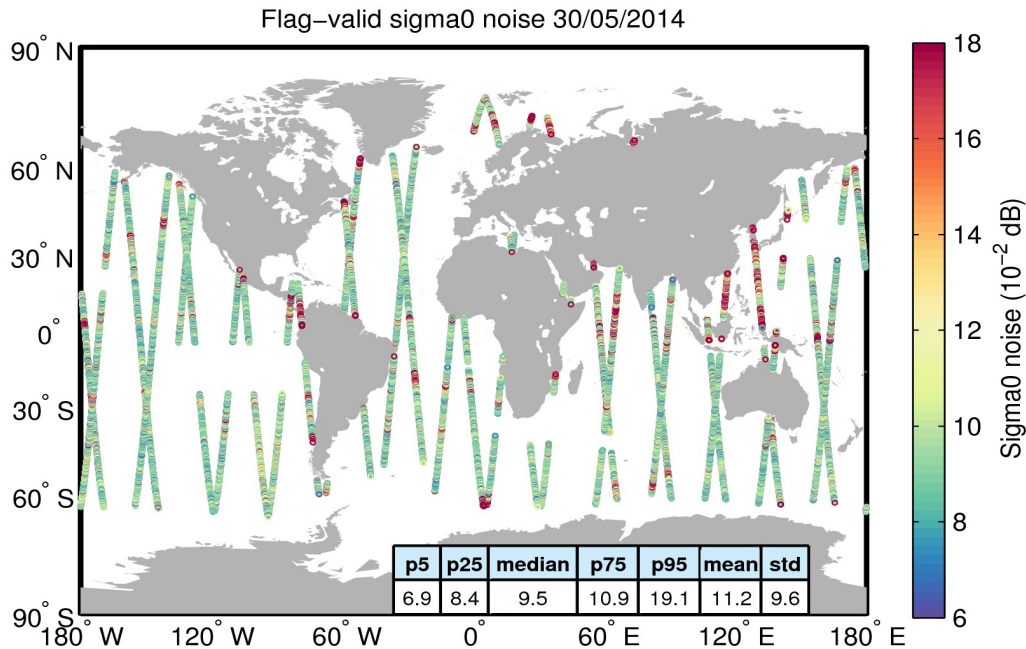 Flag−valid sigma0 noise 30/05/2014
90° N
60° N
30° N
0°
30° S
60° S
90° S
180° W
120° W
60° W
0°
60° E
120° E
180° E
p5 p25 median p75 p95 mean std
6.9 8.4 9.5 10.9 19.1 11.2 9.6
18
16
14
12
10
8
6
Sigma0 noise (10⁻² dB)